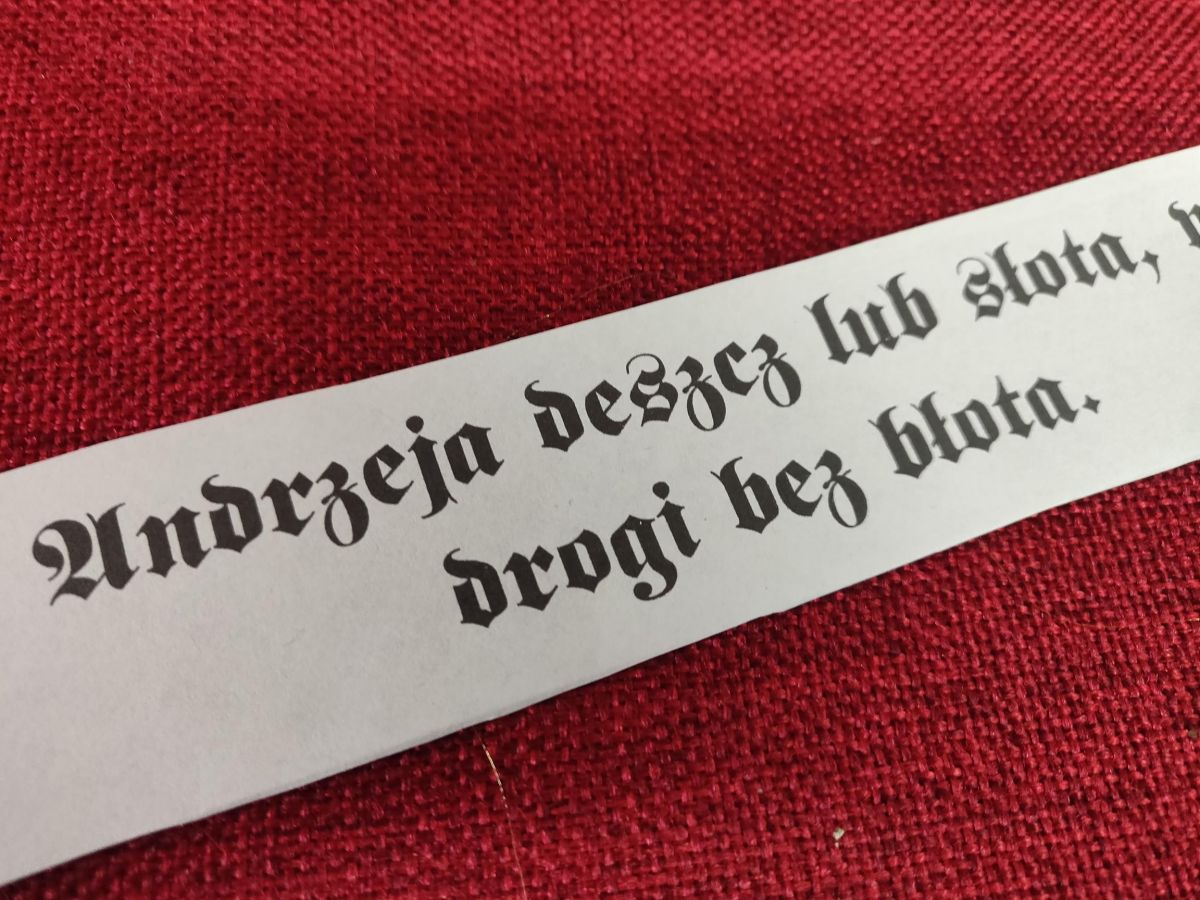 Andrzeja deszcz lub słota,
drogi bez błota.